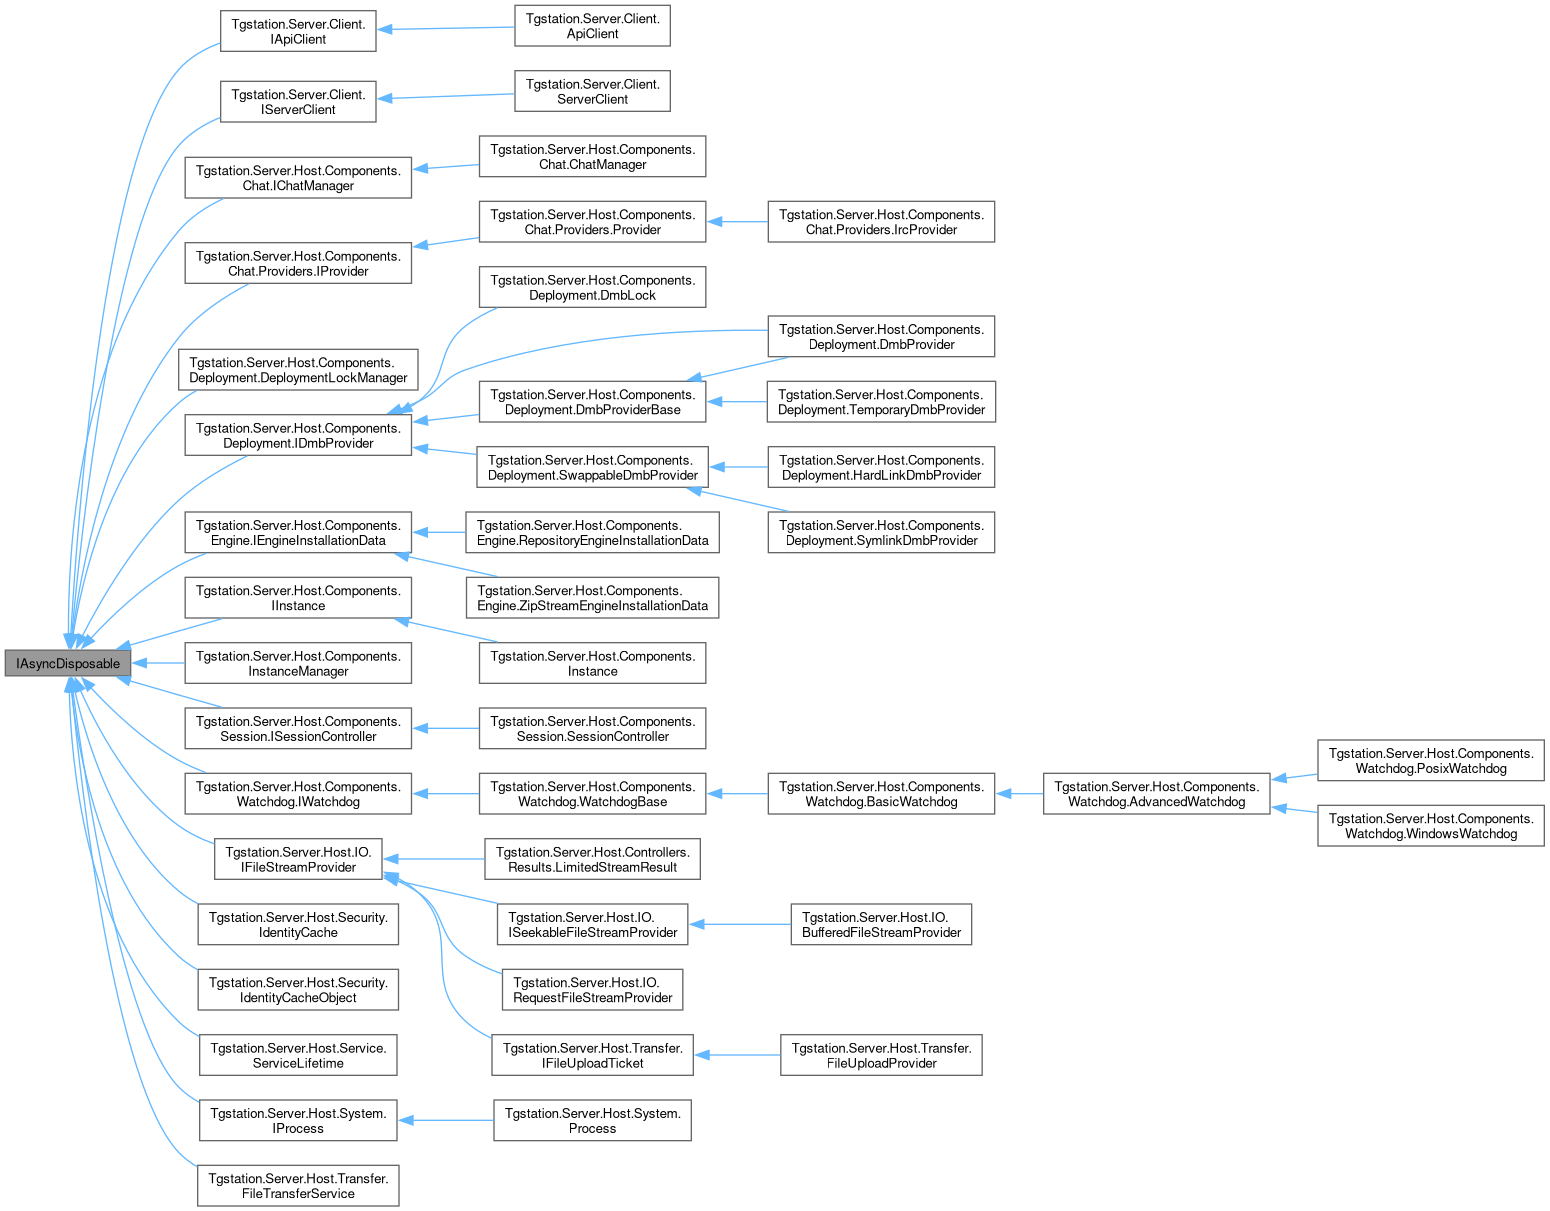 Tgstation.Server.Client.
IApiClient
Tgstation.Server.Client.
ApiClient
Tgstation.Server.Client.
IServerClient
Tgstation.Server.Client.
ServerClient
Tgstation.Server.Host.Components.
Chat.IChatManager
Tgstation.Server.Host.Components.
Chat.ChatManager
Tgstation.Server.Host.Components.
Chat.Providers.IProvider
Tgstation.Server.Host.Components.
Chat.Providers.Provider
Tgstation.Server.Host.Components.
Chat.Providers.IrcProvider
Tgstation.Server.Host.Components.
Deployment.DeploymentLockManager
Tgstation.Server.Host.Components.
Deployment.IDmbProvider
Tgstation.Server.Host.Components.
Deployment.DmbLock
Tgstation.Server.Host.Components.
Deployment.DmbProvider
Tgstation.Server.Host.Components.
Deployment.DmbProviderBase
Tgstation.Server.Host.Components.
Deployment.TemporaryDmbProvider
Tgstation.Server.Host.Components.
Deployment.SwappableDmbProvider
Tgstation.Server.Host.Components.
Deployment.HardLinkDmbProvider
Tgstation.Server.Host.Components.
Deployment.SymlinkDmbProvider
Tgstation.Server.Host.Components.
Engine.IEngineInstallationData
Tgstation.Server.Host.Components.
Engine.RepositoryEngineInstallationData
Tgstation.Server.Host.Components.
Engine.ZipStreamEngineInstallationData
Tgstation.Server.Host.Components.
IInstance
Tgstation.Server.Host.Components.
Instance
IAsyncDisposable
Tgstation.Server.Host.Components.
InstanceManager
Tgstation.Server.Host.Components.
Session.ISessionController
Tgstation.Server.Host.Components.
Session.SessionController
Tgstation.Server.Host.Components.
Watchdog.IWatchdog
Tgstation.Server.Host.Components.
Watchdog.WatchdogBase
Tgstation.Server.Host.Components.
Watchdog.BasicWatchdog
Tgstation.Server.Host.Components.
Watchdog.AdvancedWatchdog
Tgstation.Server.Host.Components.
Watchdog.PosixWatchdog
Tgstation.Server.Host.Components.
Watchdog.WindowsWatchdog
Tgstation.Server.Host.IO.
IFileStreamProvider
Tgstation.Server.Host.Controllers.
Results.LimitedStreamResult
Tgstation.Server.Host.IO.
ISeekableFileStreamProvider
Tgstation.Server.Host.IO.
BufferedFileStreamProvider
Tgstation.Server.Host.IO.
RequestFileStreamProvider
Tgstation.Server.Host.Transfer.
IFileUploadTicket
Tgstation.Server.Host.Transfer.
FileUploadProvider
Tgstation.Server.Host.Security.
IdentityCache
Tgstation.Server.Host.Security.
IdentityCacheObject
Tgstation.Server.Host.Service.
ServiceLifetime
Tgstation.Server.Host.System.
IProcess
Tgstation.Server.Host.System.
Process
Tgstation.Server.Host.Transfer.
FileTransferService